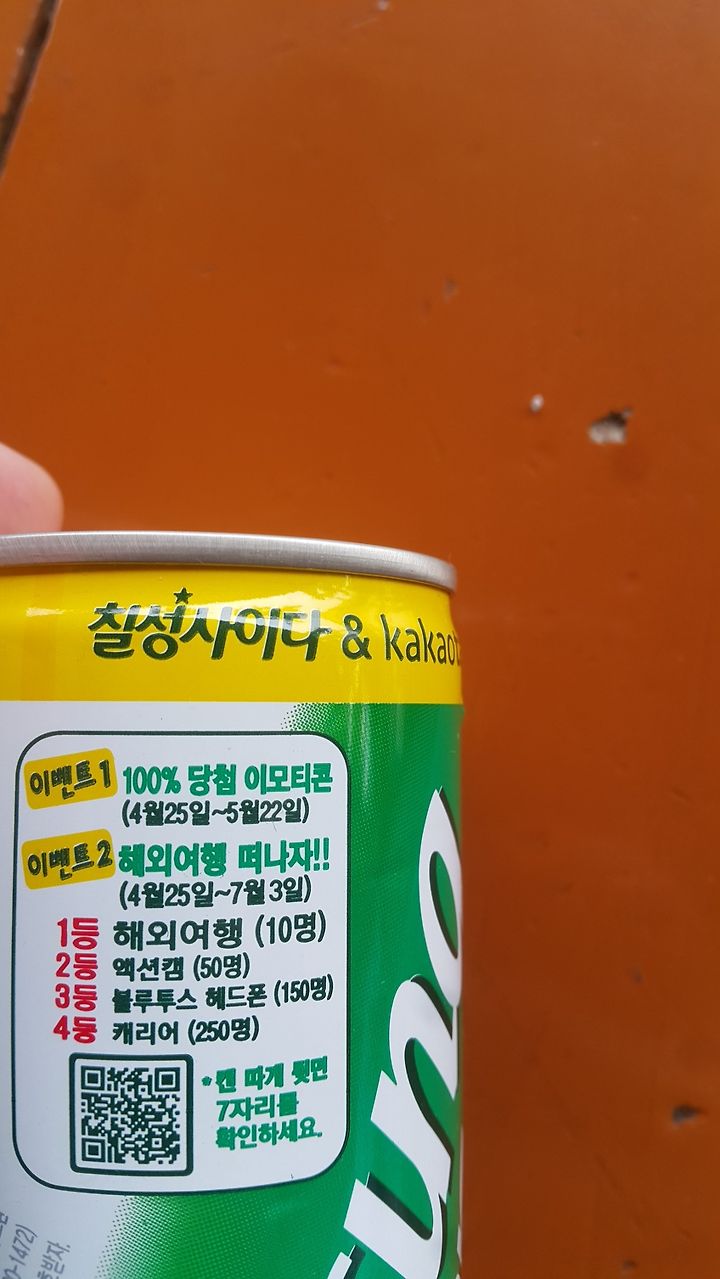 칠성사이다 & kakaot
이벤트1 100% 당첨 이모티콘
(4월25일~5월22일)
이벤트2 해외여행 떠나자!!
(4월25일~7월3일)
1등 해외여행 (10명)
2등 액션캠 (50명)
3등 블루투스 헤드폰 (150명)
4등 캐리어 (250명)
*캔 따개 뒷면
7자리를
확인하세요.